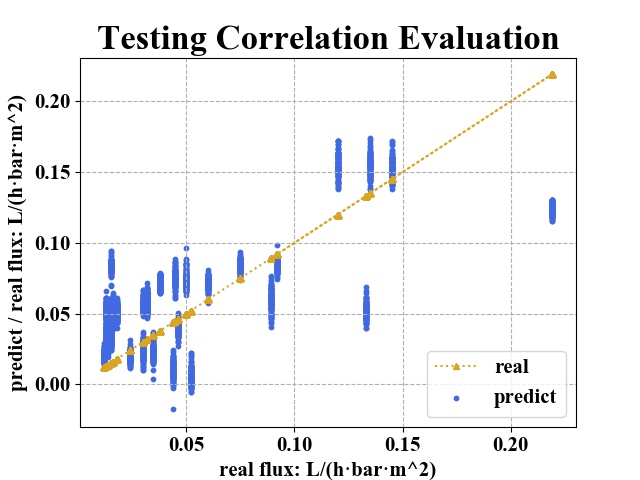 Testing Correlation Evaluation
predict / real flux: L/(h·bar·m^2)
0.20
0.15
0.10
0.05
0.00
0.05
0.10
0.15
0.20
real flux: L/(h·bar·m^2)
real
predict